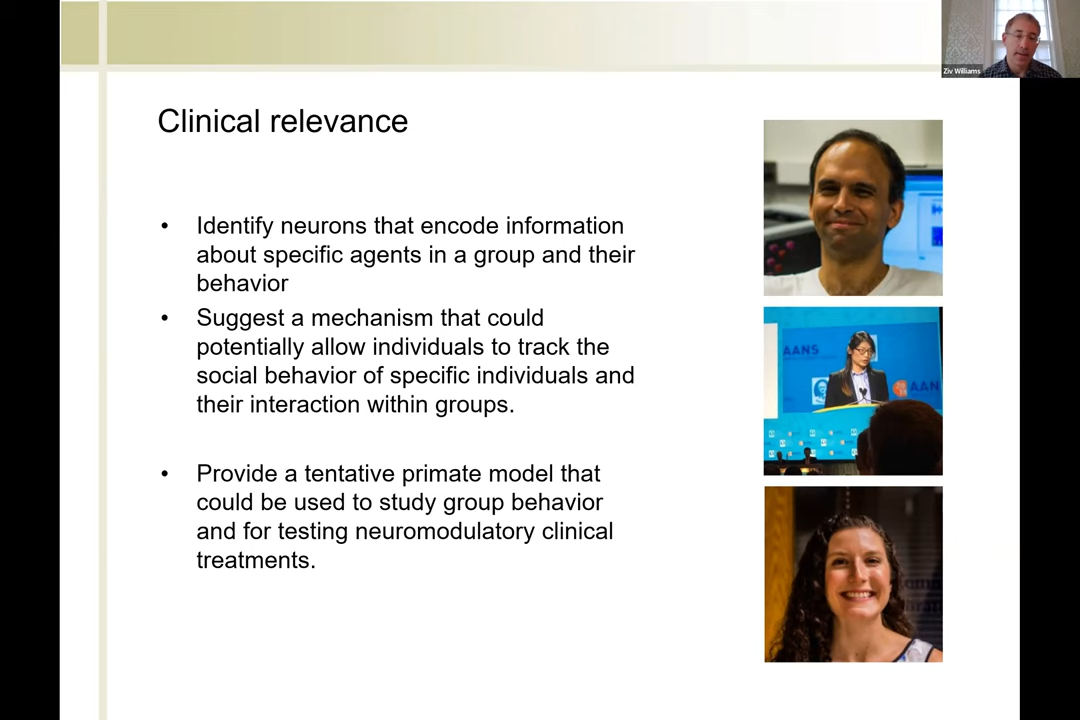 Ziv Williams
Clinical relevance
• Identify neurons that encode information
about specific agents in a group and their
behavior
• Suggest a mechanism that could
potentially allow individuals to track the
social behavior of specific individuals and
their interaction within groups.
• Provide a tentative primate model that
could be used to study group behavior
and for testing neuromodulatory clinical
treatments.
AANS
AAN